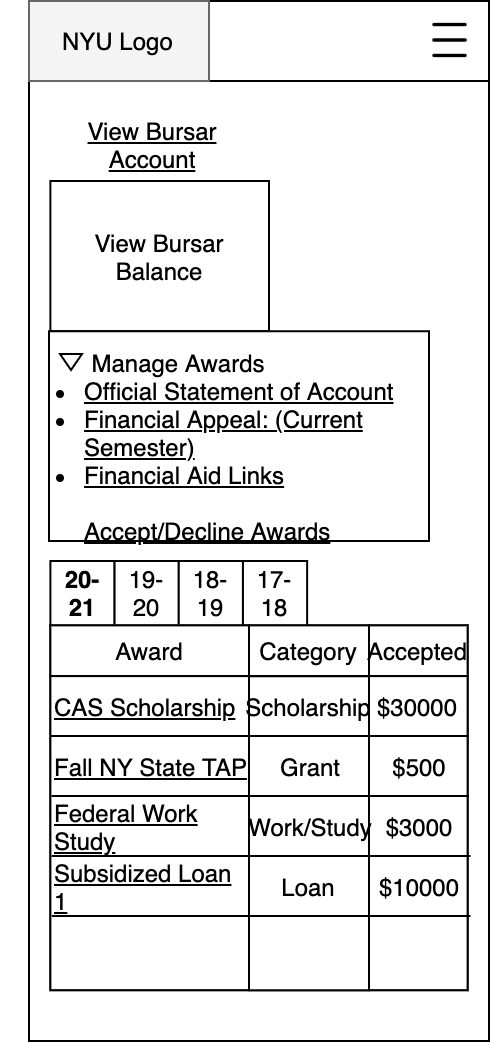 NYU Logo
View Bursar
Account
View Bursar
Balance
Manage Awards
Official Statement of Account
Financial Appeal: (Current
Semester)
Financial Aid Links
Accept/Decline Awards
20- 19- 18- 17-
21 20 19 18
Award Category Accepted
CAS Scholarship Scholarship $30000
Fall NY State TAP Grant $500
Federal Work
Study Work/Study $3000
Subsidized Loan
1 Loan $10000